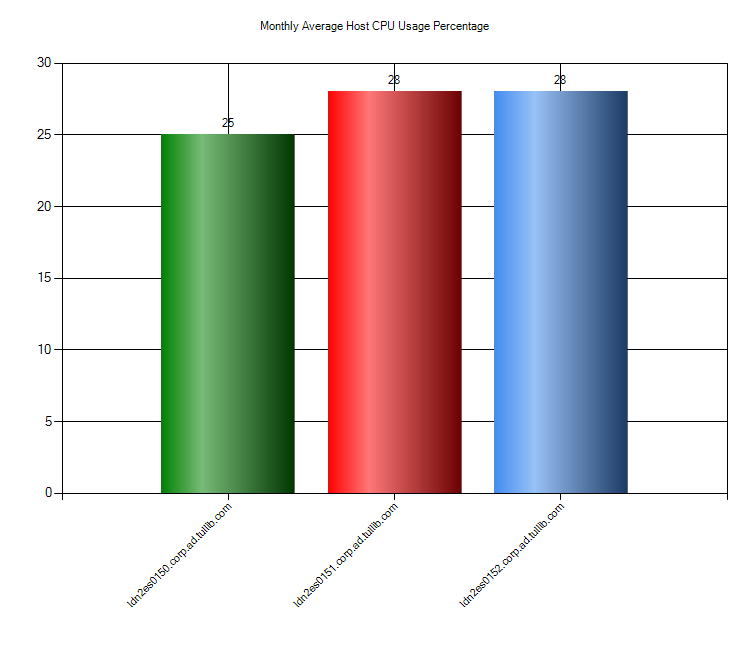 Monthly Average Host CPU Usage Percentage
30
25
20
15
10
5
0
25
28
28
ldn2es0150.corp.ad.tullib.com
ldn2es0151.corp.ad.tullib.com
ldn2es0152.corp.ad.tullib.com